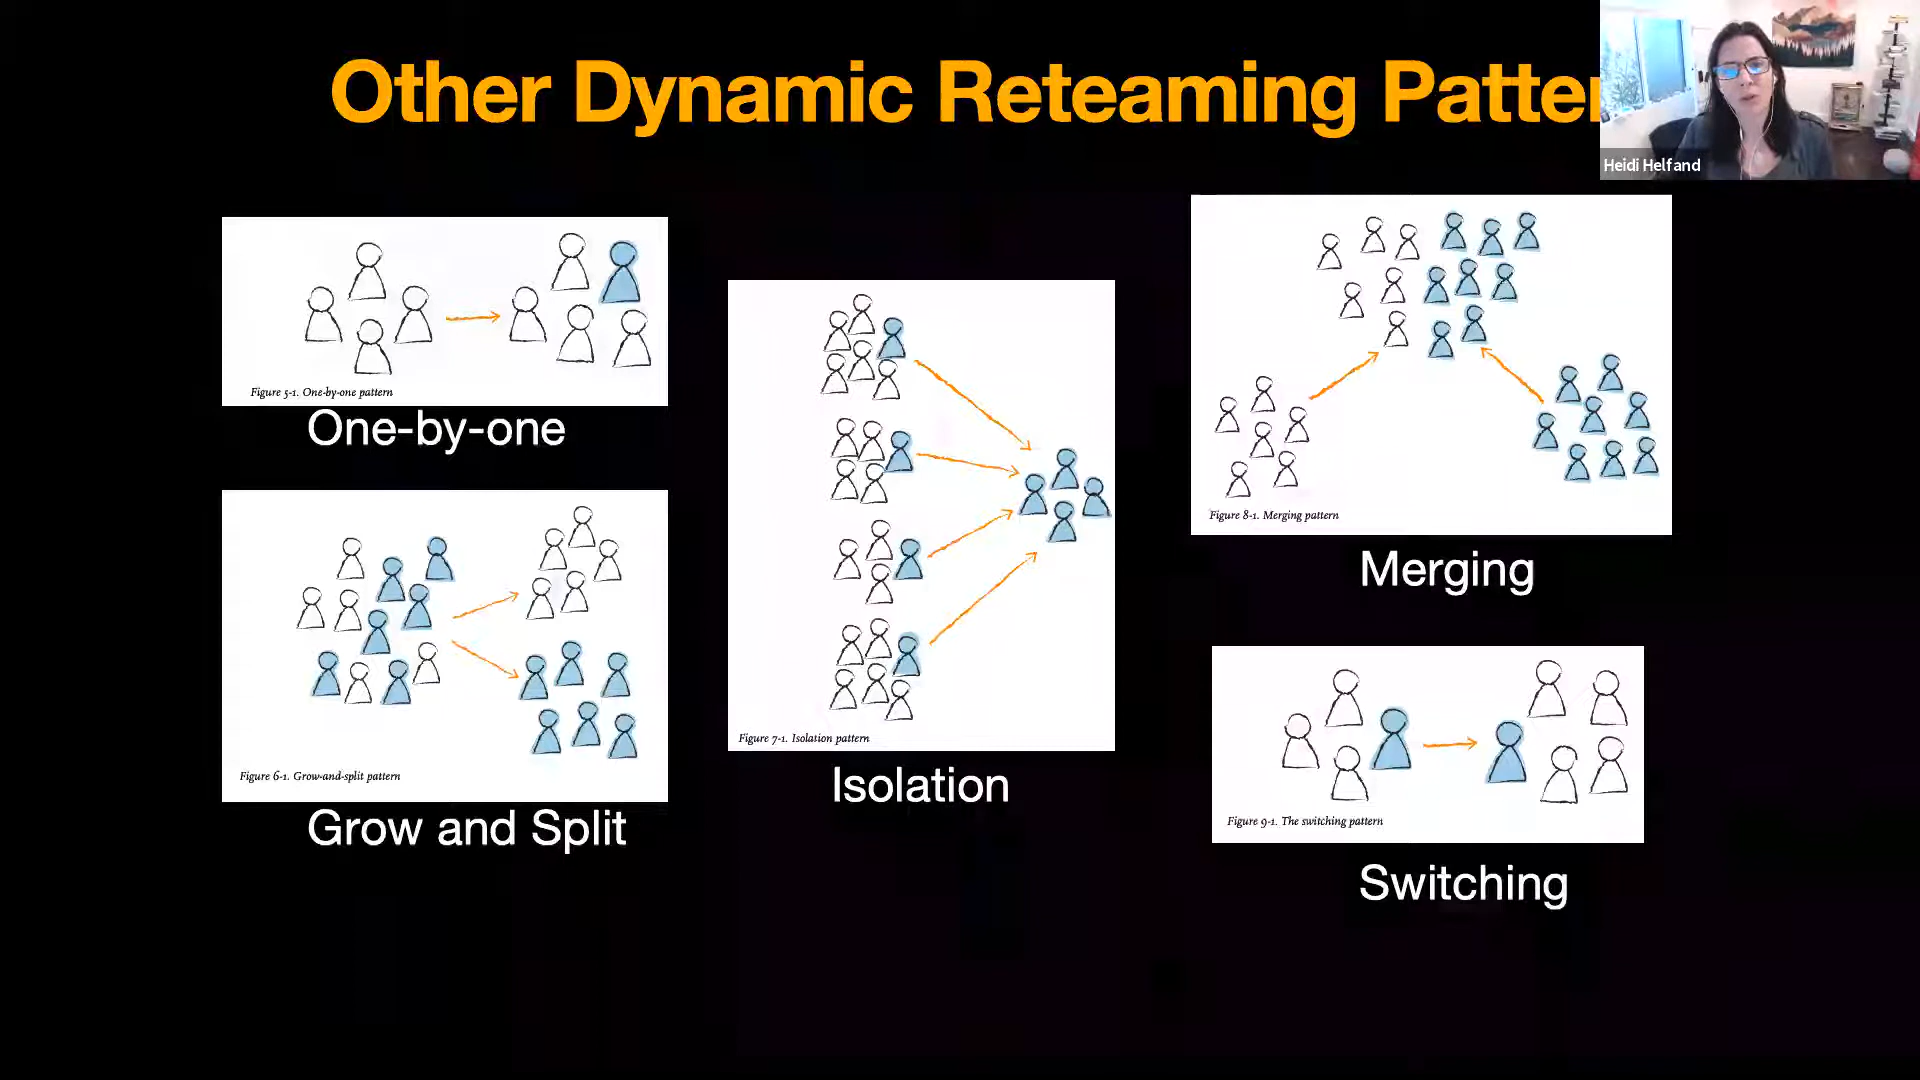 Other Dynamic Reteaming Patter
Heidi Helfand
Figure 5-1. One-by-one pattern
One-by-one
Figure 6-1. Grow-and-split pattern
Grow and Split
Figure 7-1. Isolation pattern
Isolation
Figure 8-1. Merging pattern
Merging
Figure 9-1. The switching pattern
Switching